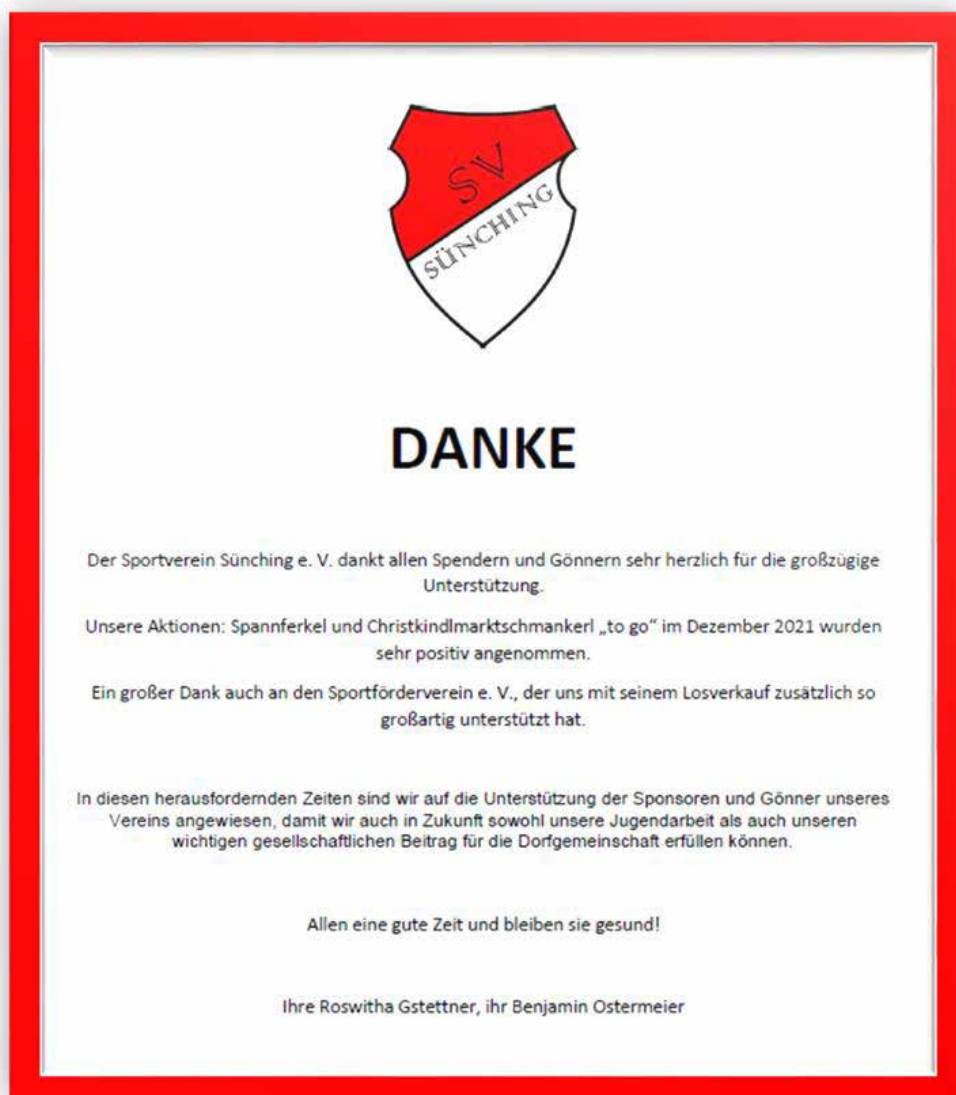 SV
SÜNCHING
DANKE
Der Sportverein Sünching e. V. dankt allen Spendern und Gönnern sehr herzlich für die großzügige
Unterstützung.
Unsere Aktionen: Spannferkel und Christkindlmarktschmankerl „to go“ im Dezember 2021 wurden
sehr positiv angenommen.
Ein großer Dank auch an den Sportförderverein e. V., der uns mit seinem Losverkauf zusätzlich so
großartig unterstützt hat.
In diesen herausfordernden Zeiten sind wir auf die Unterstützung der Sponsoren und Gönner unseres
Vereins angewiesen, damit wir auch in Zukunft sowohl unsere Jugendarbeit als auch unseren
wichtigen gesellschaftlichen Beitrag für die Dorfgemeinschaft erfüllen können.
Allen eine gute Zeit und bleiben sie gesund!
Ihre Roswitha Gstettner, ihr Benjamin Ostermeier